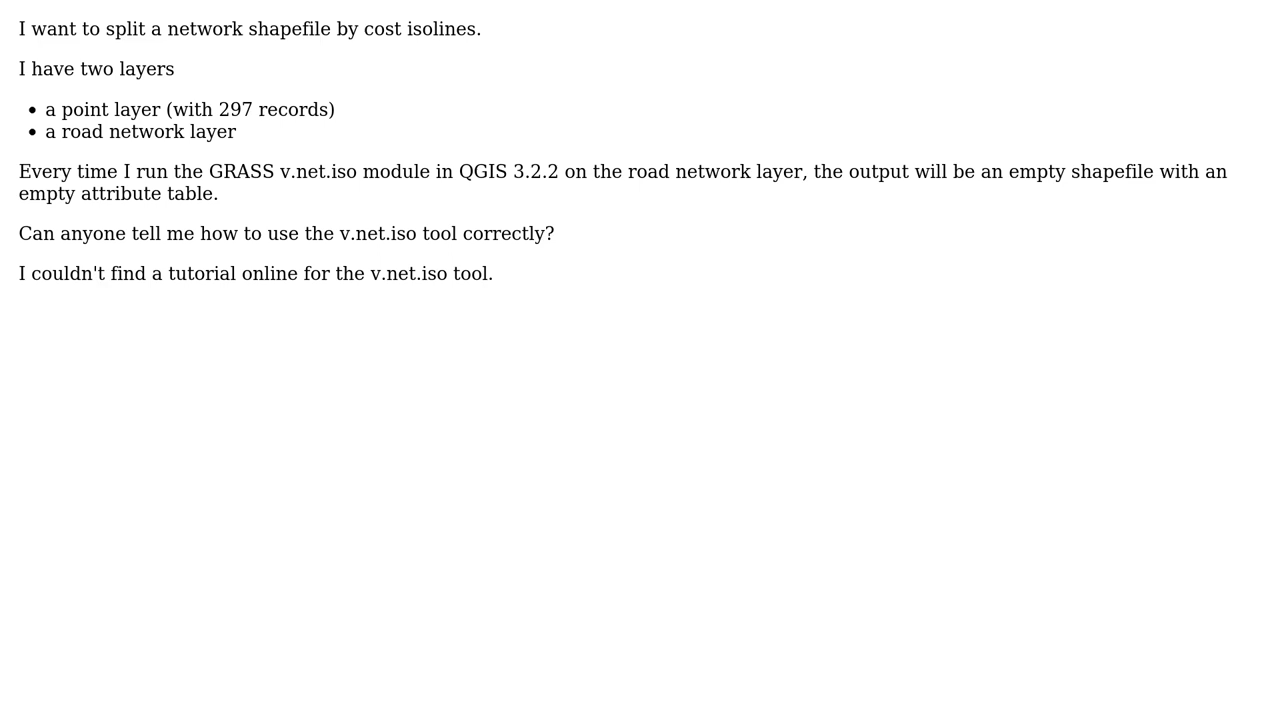 I want to split a network shapefile by cost isolines.
I have two layers
• a point layer (with 297 records)
• a road network layer
Every time I run the GRASS v.net.iso module in QGIS 3.2.2 on the road network layer, the output will be an empty shapefile with an
empty attribute table.
Can anyone tell me how to use the v.net.iso tool correctly?
I couldn't find a tutorial online for the v.net.iso tool.